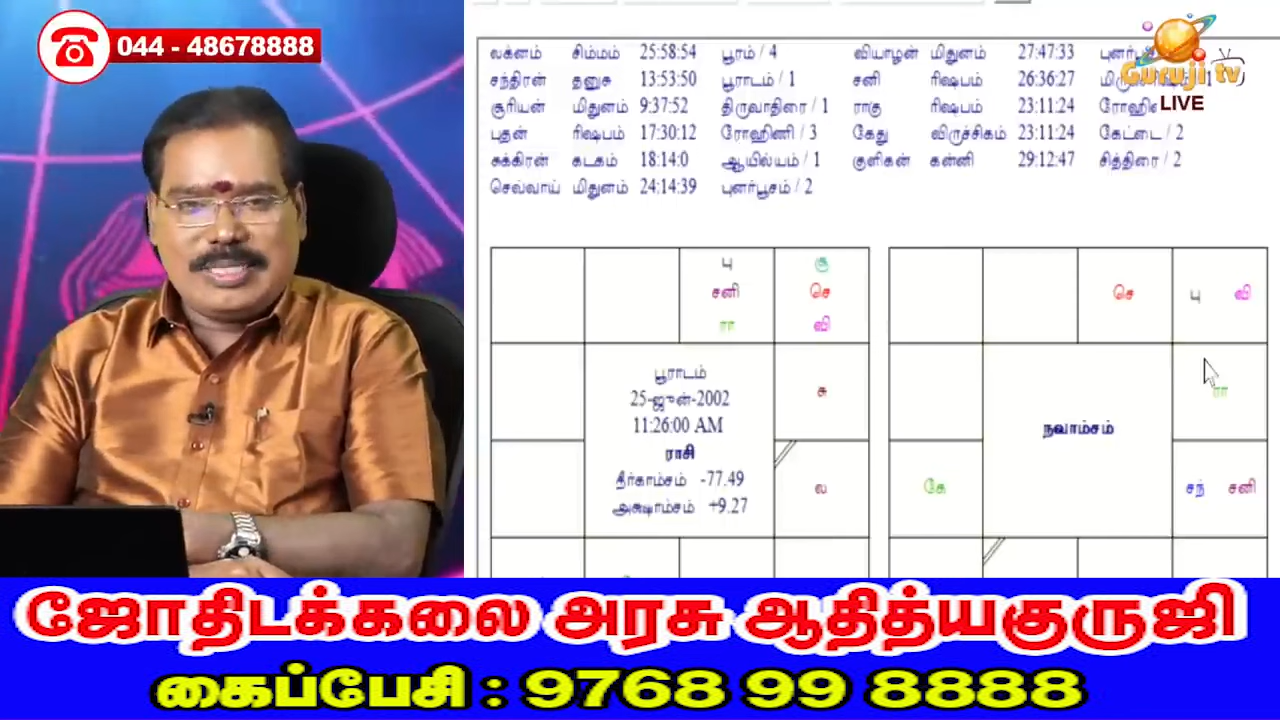 044 - 48678888
Guruji tv
LIVE
லக்னம் சிம்மம் 25:58:54 பூரம் / 4 வியாழன் மிதுனம் 27:47:33
சந்திரன் தனுசு 13:53:50 பூராடம் / 1 சனி ரிஷபம் 26:36:27
சூரியன் மிதுனம் 9:37:52 திருவாதிரை / 1 ராகு ரிஷபம் 23:11:24
புதன் ரிஷபம் 17:30:12 ரோஹிணி / 3 கேது விருச்சிகம் 23:11:24 கேட்டை / 2
சுக்கிரன் கடகம் 18:14:0 ஆயில்யம் / 1 குளிகன் கன்னி 29:12:47 சித்திரை / 2
செவ்வாய் மிதுனம் 24:14:39 புனர்பூசம் / 2
பு சூ
சனி செ
ரா வி
செ பு வி
பூராடம்
25-ஜுன்-2002
11:26:00 AM
ராசி
தீர்காம்சம் -77.49
அக்ஷாம்சம் +9.27
சு
ல
ரா
நவாம்சம்
கே சந் சனி
ஜோதிடக்கலை அரசு ஆதித்யகுருஜி
கைப்பேசி : 9768 99 8888